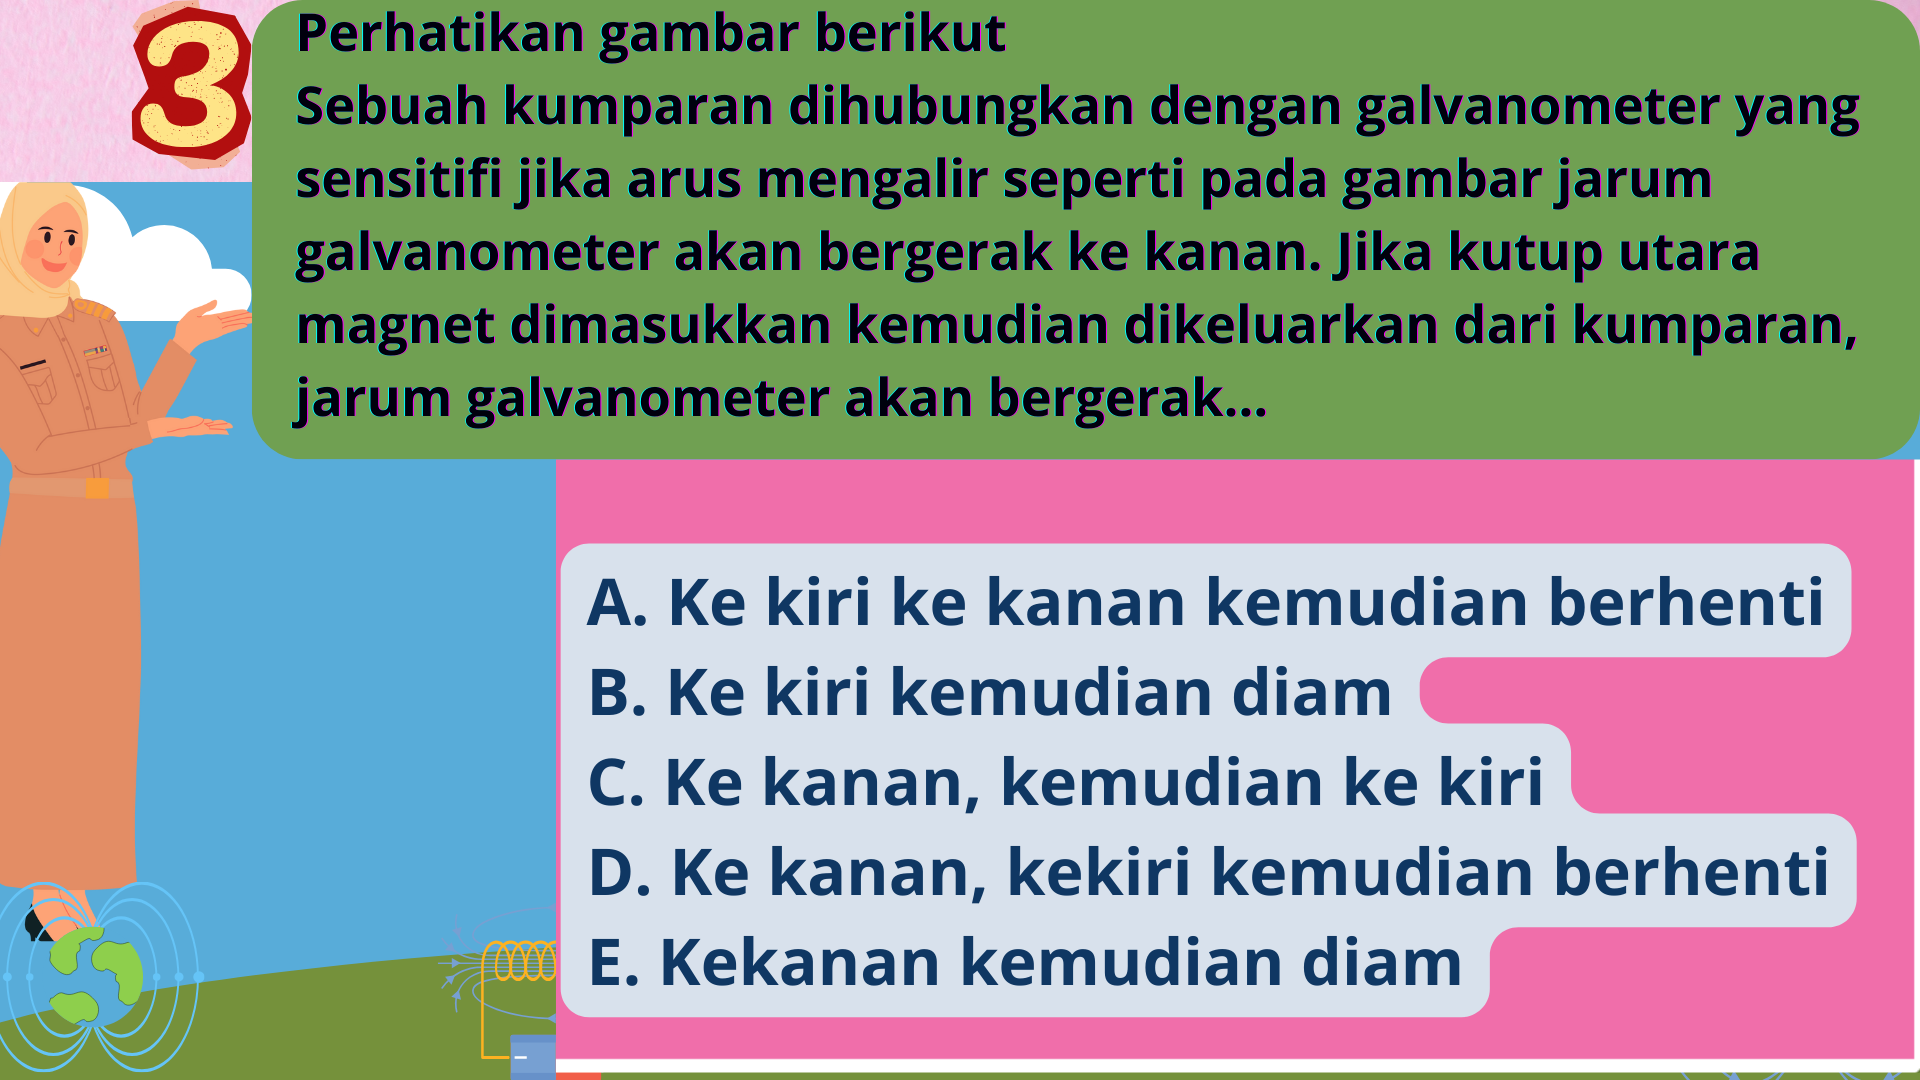 3
Perhatikan gambar berikut
Sebuah kumparan dihubungkan dengan galvanometer yang
sensitifi jika arus mengalir seperti pada gambar jarum
galvanometer akan bergerak ke kanan. Jika kutup utara
magnet dimasukkan kemudian dikeluarkan dari kumparan,
jarum galvanometer akan bergerak...
A. Ke kiri ke kanan kemudian berhenti
B. Ke kiri kemudian diam
C. Ke kanan, kemudian ke kiri
D. Ke kanan, kekiri kemudian berhenti
E. Kekanan kemudian diam